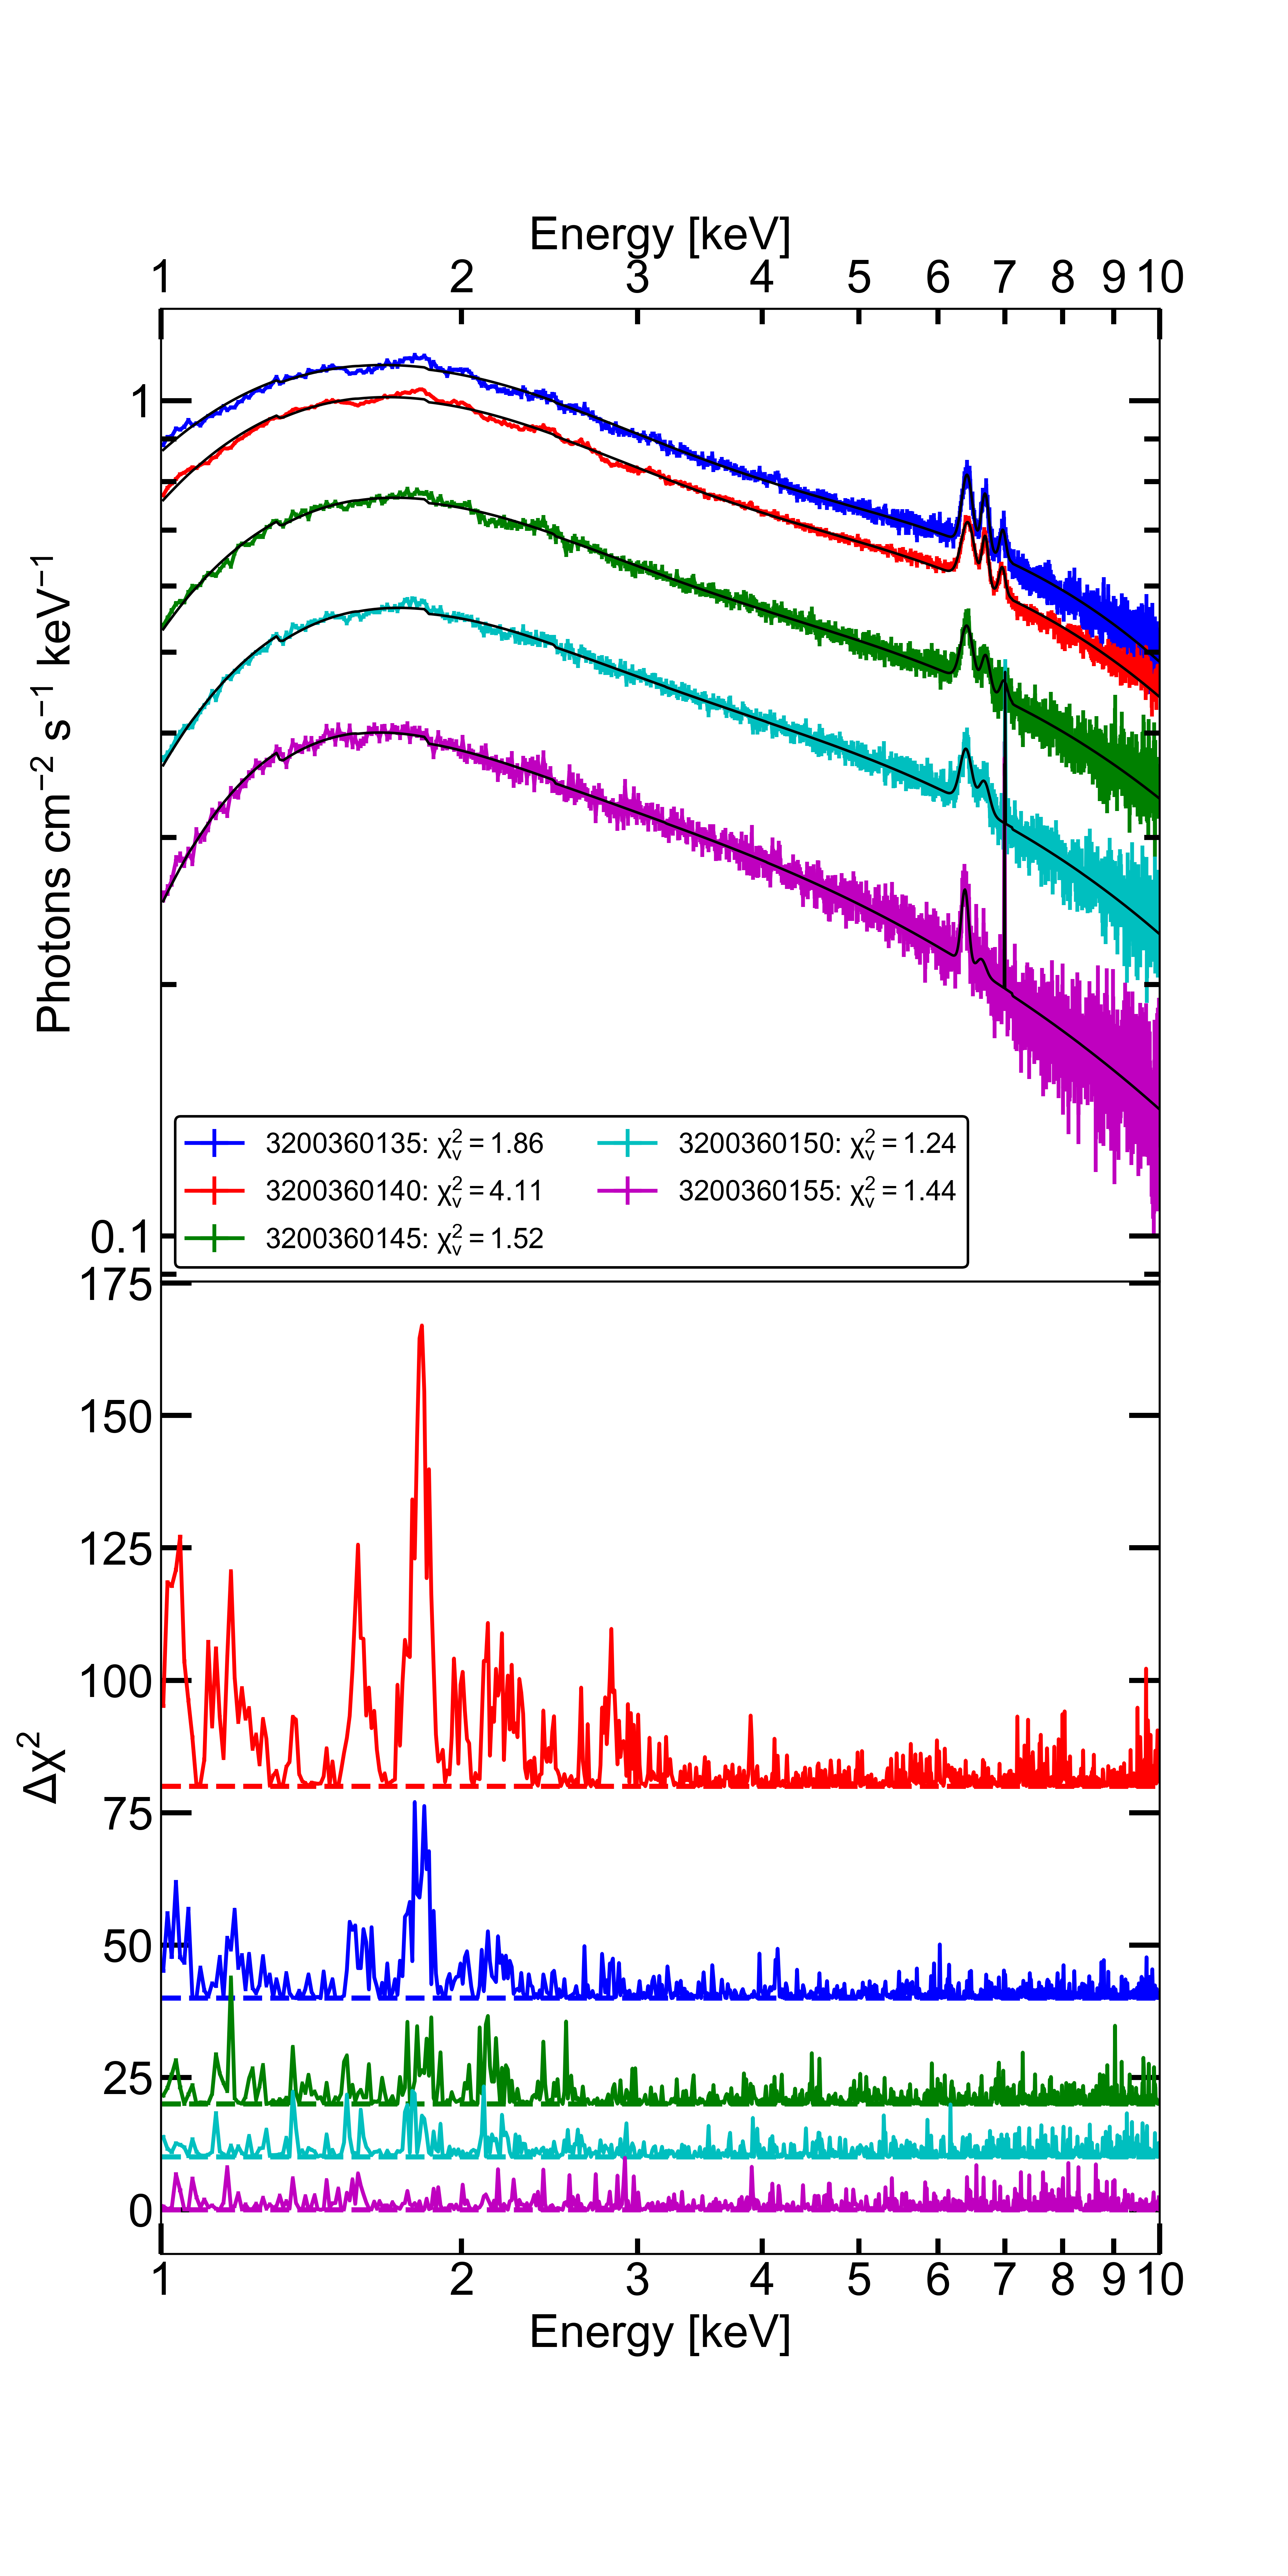 Energy [keV]
1 2 3 4 5 6 7 8 9 10
Photons cm⁻² s⁻¹ keV⁻¹
1
0.1
3200360135: χ²ᵥ = 1.86
3200360140: χ²ᵥ = 4.11
3200360145: χ²ᵥ = 1.52
3200360150: χ²ᵥ = 1.24
3200360155: χ²ᵥ = 1.44
Δχ²
175
150
125
100
75
50
25
0
1 2 3 4 5 6 7 8 9 10
Energy [keV]